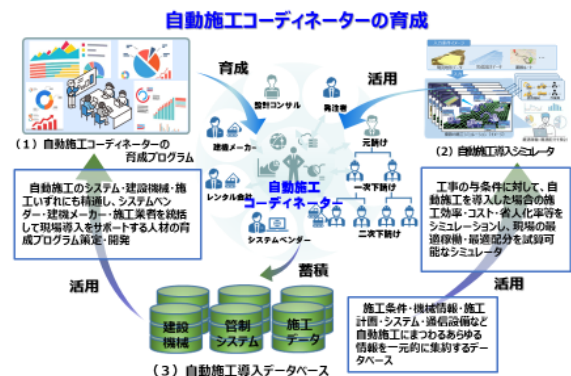 自動施工コーディネーターの育成
育成
活用
設計コンサル
発注者
建機メーカー
元請け
(1)自動施工コーディネーターの
育成プログラム
(2)自動施工導入シミュレータ
自動施工のシステム・建設機械・施
工いずれにも精通し、システムベン
ダー・建機メーカー・施工業者を統括
して現場導入をサポートする人材の育
成プログラム策定・開発
レンタル会社
自動施工
コーディネーター
一次下請け
システムベンダー
二次下請け
工事の与条件に対して、自
動施工を導入した場合の施
工効率・コスト・省人化率等を
シミュレーションし、現場の最
適稼働・最適配分を試算可
能なシミュレータ
活用
蓄積
活用
建設
機械
管制
システム
施工
データ
施工条件・機械情報・施工
計画・システム・通信設備など
自動施工にまつわるあらゆる
情報を一元的に集約するデー
タベース
(3)自動施工導入データベース